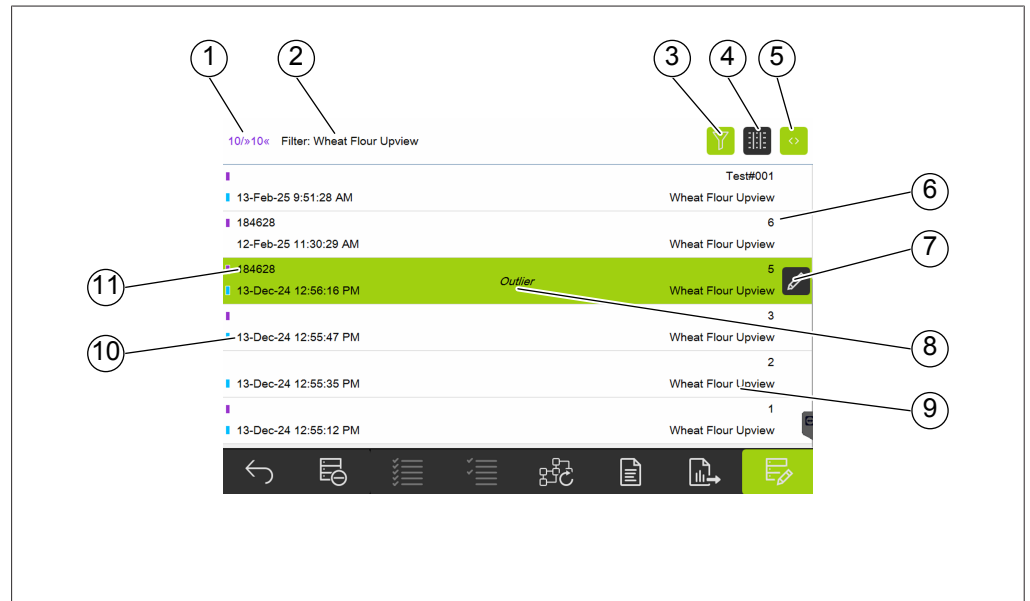 1 2 3 4 5
10/»10« Filter: Wheat Flour Upview <>
Test#001
13-Feb-25 9:51:28 AM Wheat Flour Upview
184628 6
6
12-Feb-25 11:30:29 AM Wheat Flour Upview
7
184628 5
11 Outlier
13-Dec-24 12:56:16 PM Wheat Flour Upview
3
10 13-Dec-24 12:55:47 PM Wheat Flour Upview 8
2
13-Dec-24 12:55:35 PM Wheat Flour Upview
9
1
13-Dec-24 12:55:12 PM Wheat Flour Upview